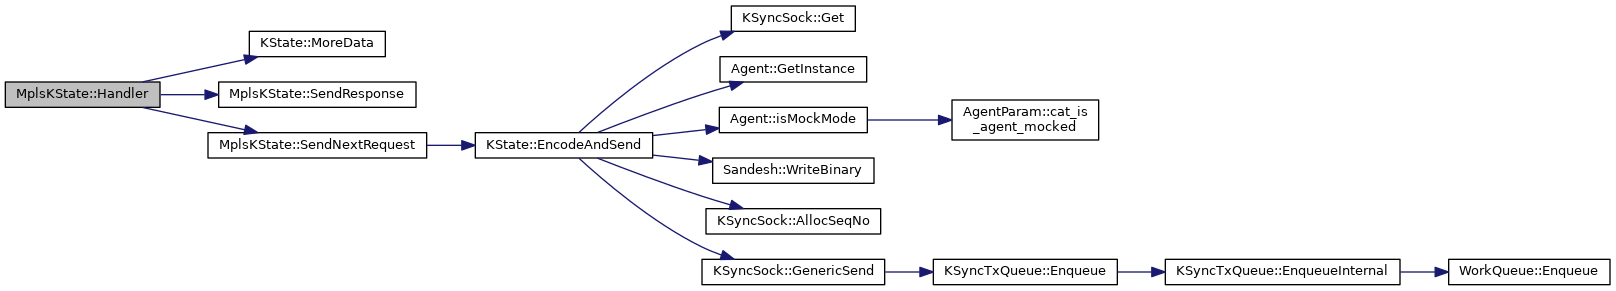 MplsKState::Handler
KState::MoreData
MplsKState::SendResponse
MplsKState::SendNextRequest
KState::EncodeAndSend
KSyncSock::Get
Agent::GetInstance
Agent::isMockMode
AgentParam::cat_is
_agent_mocked
Sandesh::WriteBinary
KSyncSock::AllocSeqNo
KSyncSock::GenericSend
KSyncTxQueue::Enqueue
KSyncTxQueue::EnqueueInternal
WorkQueue::Enqueue